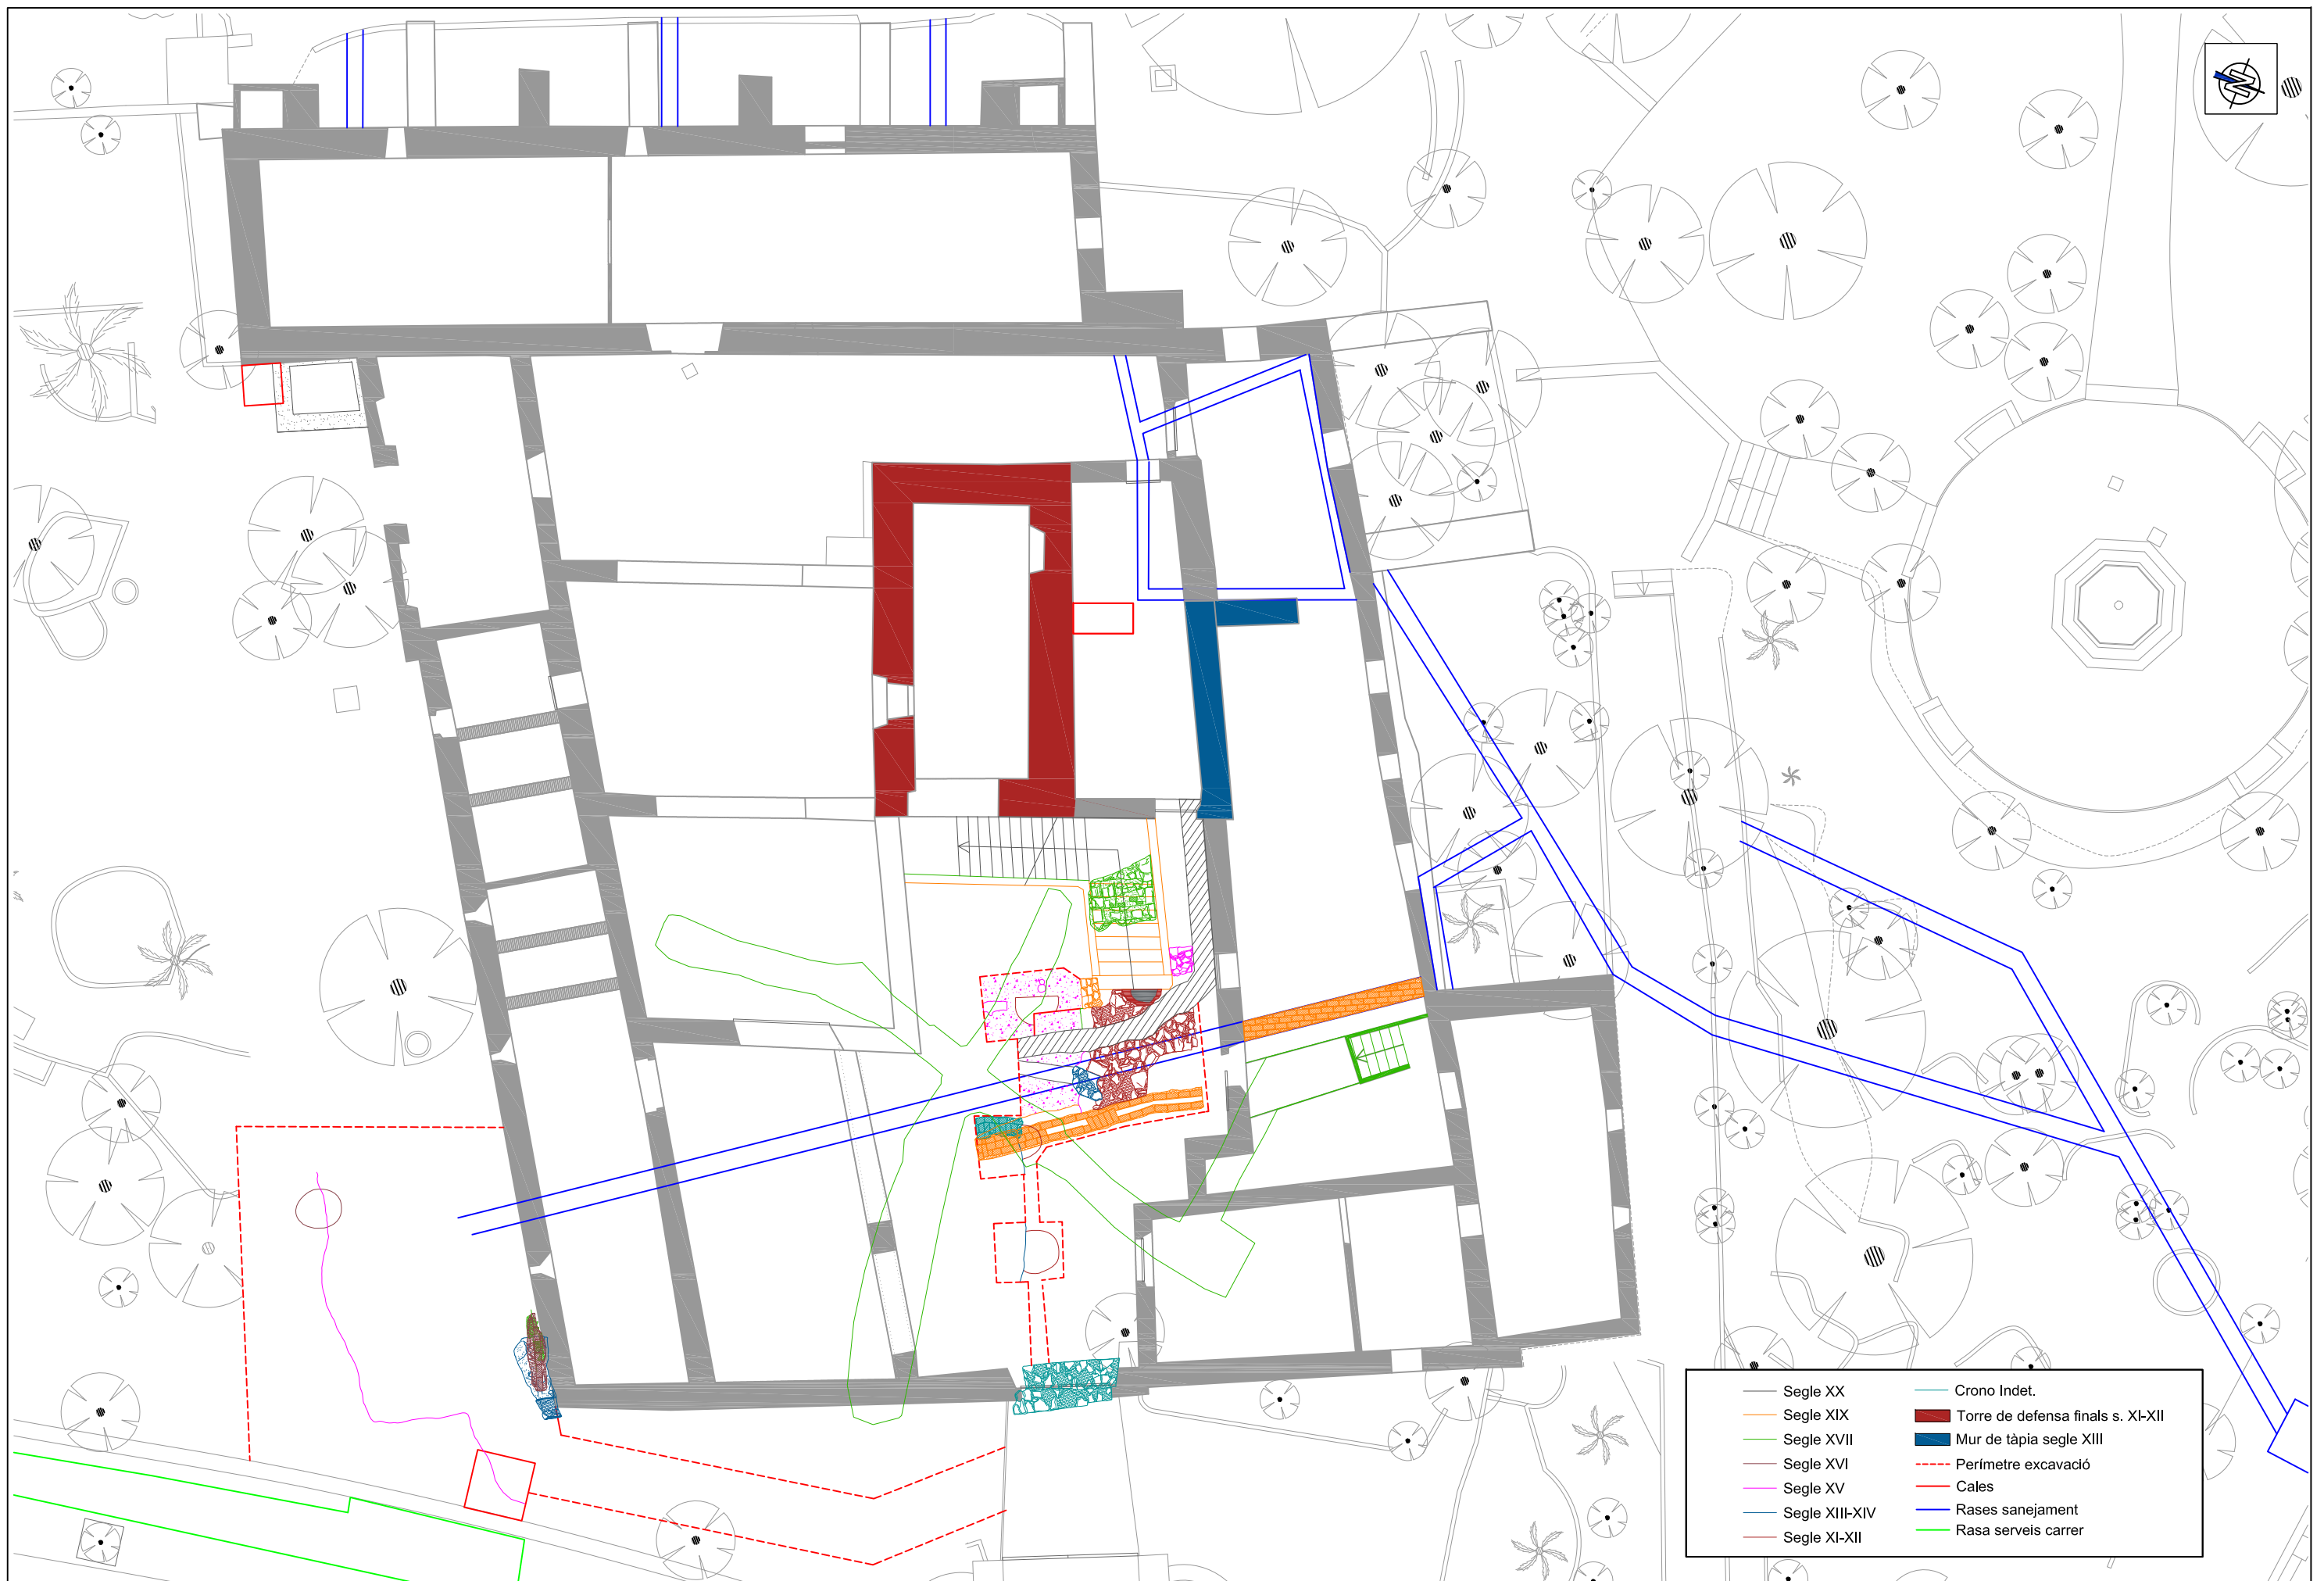 N
Segle XX
Segle XIX
Segle XVII
Segle XVI
Segle XV
Segle XIII-XIV
Segle XI-XII
Crono Indet.
Torre de defensa finals s. XI-XII
Mur de tàpia segle XIII
Perímetre excavació
Cales
Rases sanejament
Rasa serveis carrer